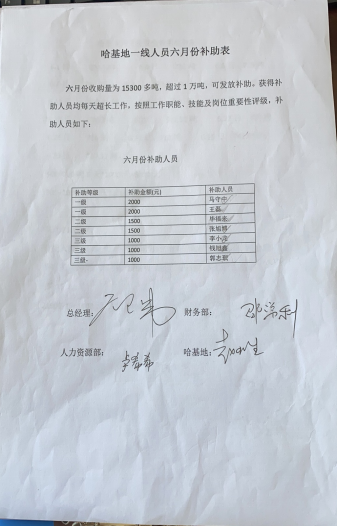 哈基地一线人员六月份补助表
六月份收购量为 15300 多吨，超过 1 万吨，可发放补助。获得补
助人员均每天超长工作，按照工作职能、技能及岗位重要性评级，补
助人员如下：
六月份补助人员
补助等级 补助金额(元) 补助人员
一级 2000 马守中
一级 2000 王磊
二级 1500
二级 1500
三级 1000
三级 1000
三级 1000
总经理： 财务部：
人力资源部： 哈基地：